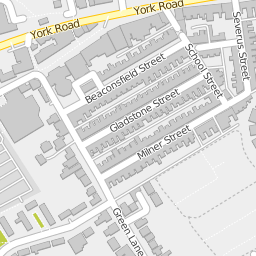 York Road
York Road
Severus Street
Beaconsfield Street
School Street
Gladstone Street
Milner Street
Green Lane